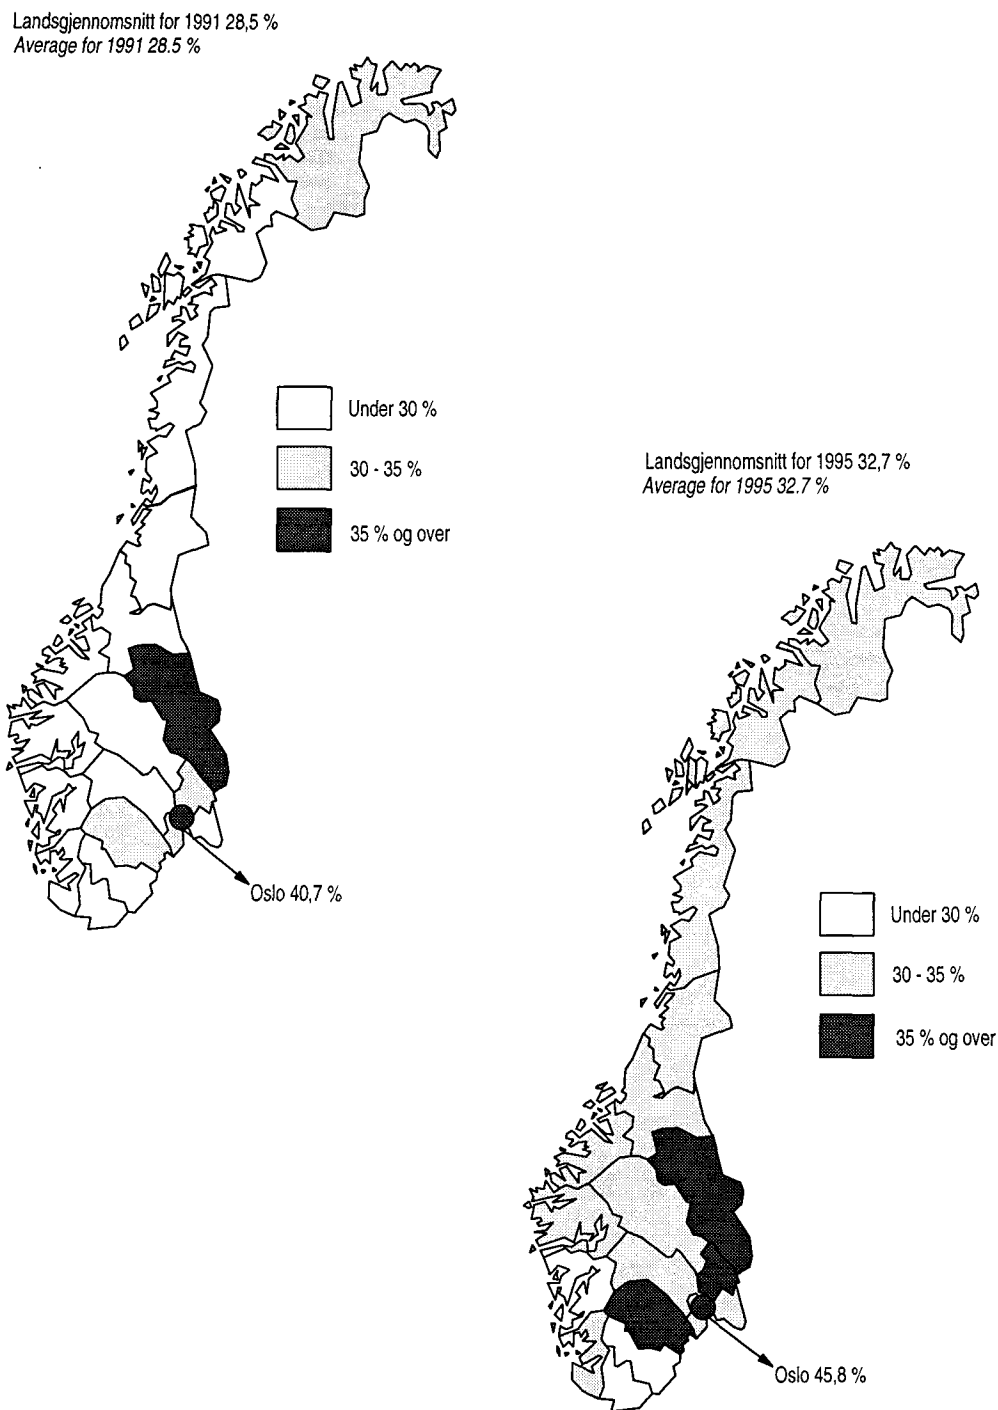 Landsgjennomsnitt for 1991 28,5 %
Average for 1991 28.5 %
Under 30 %
30 - 35 %
35 % og over
Oslo 40,7 %
Landsgjennomsnitt for 1995 32,7 %
Average for 1995 32.7 %
Under 30 %
30 - 35 %
35 % og over
Oslo 45,8 %